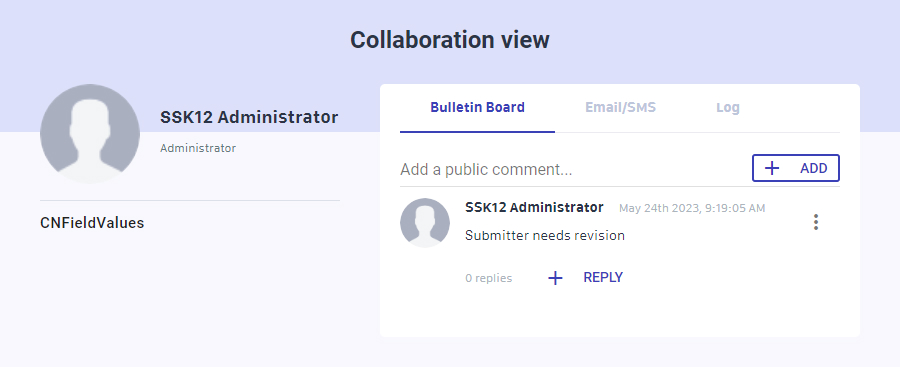 Collaboration view
SSK12 Administrator
Administrator
CNFieldValues
Bulletin Board Email/SMS Log
Add a public comment... + ADD
SSK12 Administrator May 24th 2023, 9:19:05 AM
Submitter needs revision
0 replies + REPLY